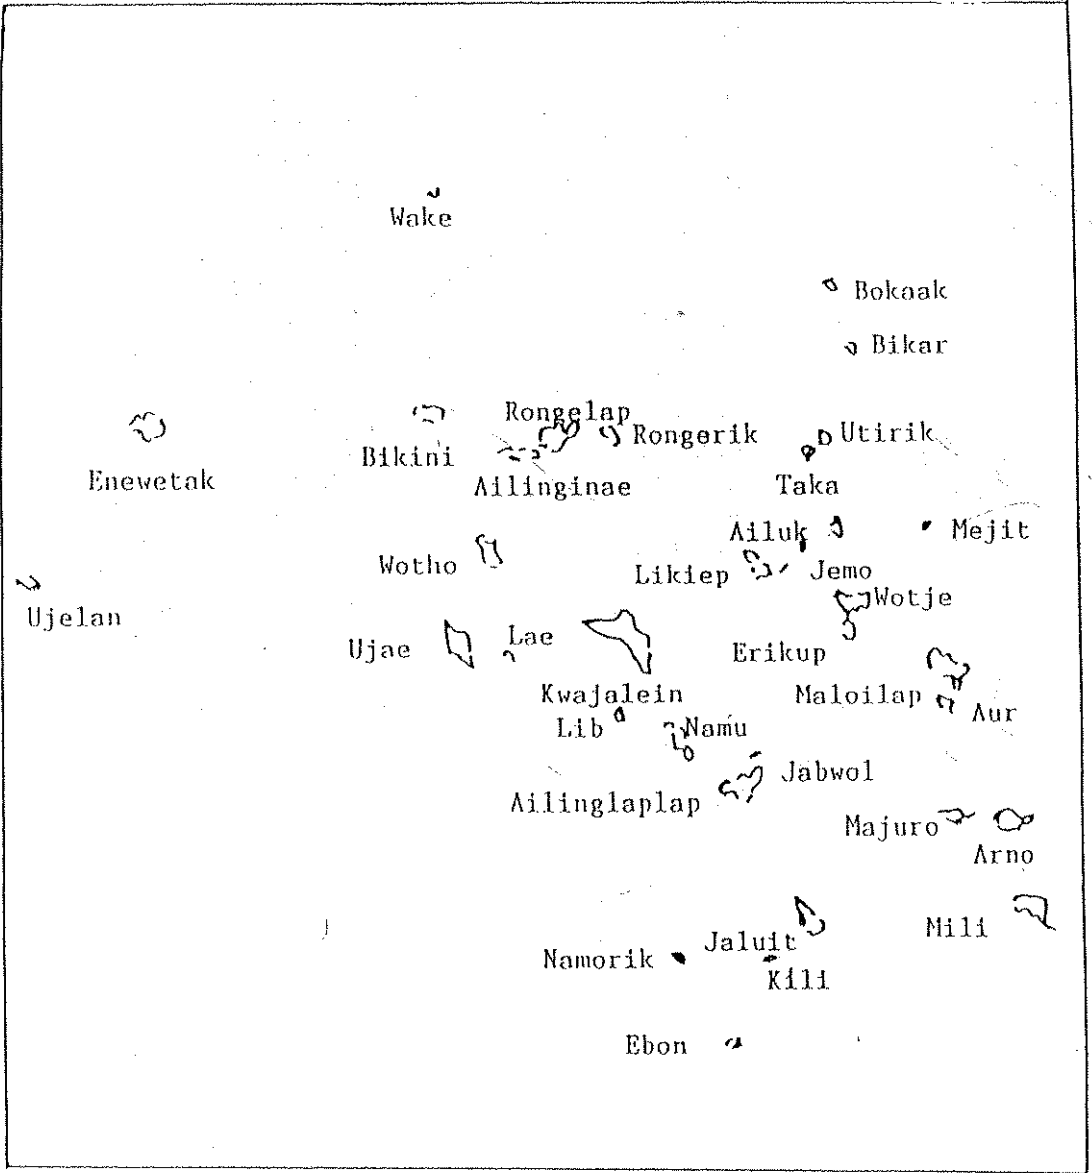 Wake
Bokaak
Bikar
Rongelap
Rongerik
Utirik
Bikini
Enewetak
Ailinginae
Taka
Ailuk
Mejit
Wotho
Likiep
Jemo
Wotje
Ujelan
Ujae
Lae
Erikup
Kwajalein
Maloilap
Aur
Lib
Namu
Jabwol
Ailinglaplap
Majuro
Arno
Mili
Jaluit
Namorik
Kili
Ebon